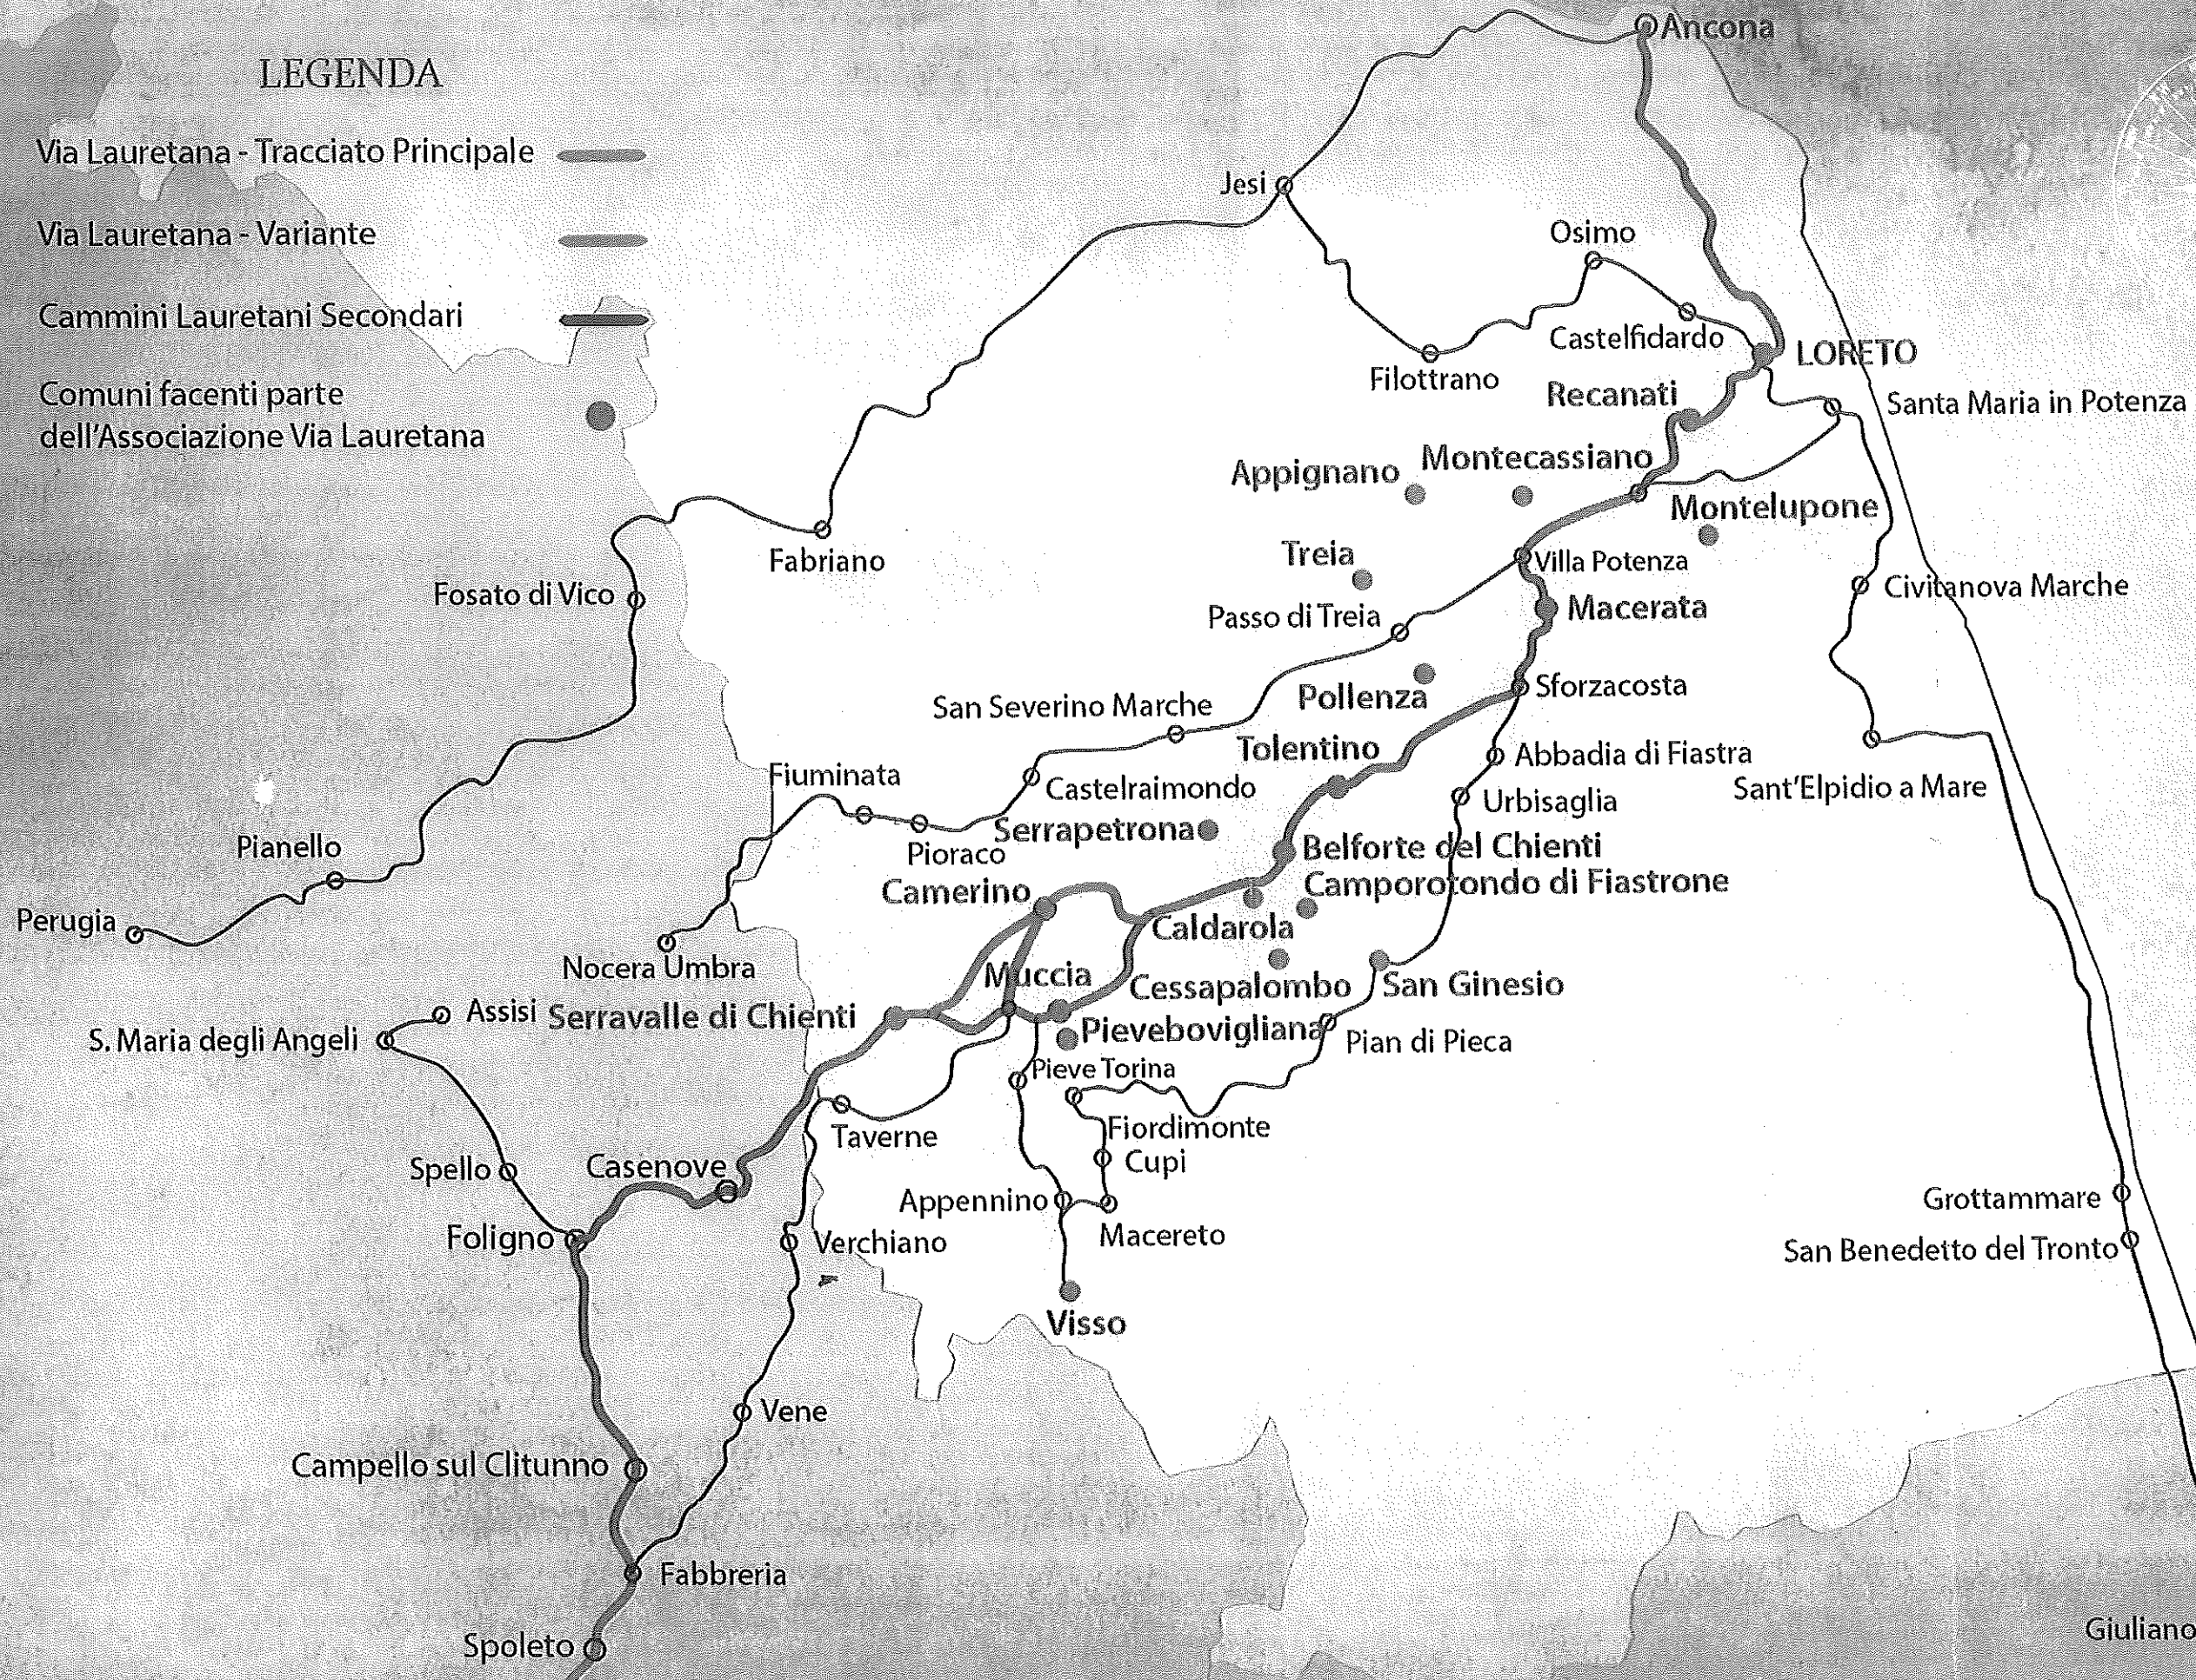 LEGENDA
Via Lauretana - Tracciato Principale
Via Lauretana - Variante
Cammini Lauretani Secondari
Comuni facenti parte
dell'Associazione Via Lauretana
Ancona
Jesi
Osimo
Castelfidardo
LORETO
Filottrano
Recanati
Santa Maria in Potenza
Appignano
Montecassiano
Montelupone
Fabriano
Treia
Villa Potenza
Fosato di Vico
Civitanova Marche
Passo di Treia
Macerata
Pollenza
Sforzacosta
San Severino Marche
Tolentino
Abbadia di Fiastra
Fiuminata
Castelraimondo
Urbisaglia
Sant'Elpidio a Mare
Serrapetrona
Pianello
Pioraco
Belforte del Chienti
Camerino
Camporotondo di Fiastrone
Perugia
Caldarola
Nocera Umbra
Muccia
Cessapalombo
San Ginesio
Assisi
Serravalle di Chienti
S. Maria degli Angeli
Pievebovigliana
Pian di Pieca
Pieve Torina
Taverne
Fiordimonte
Spello
Casenove
Cupi
Appennino
Grottammare
Foligno
Verchiano
Macereto
San Benedetto del Tronto
Visso
Vene
Campello sul Clitunno
Fabbreria
Spoleto
Giuliano